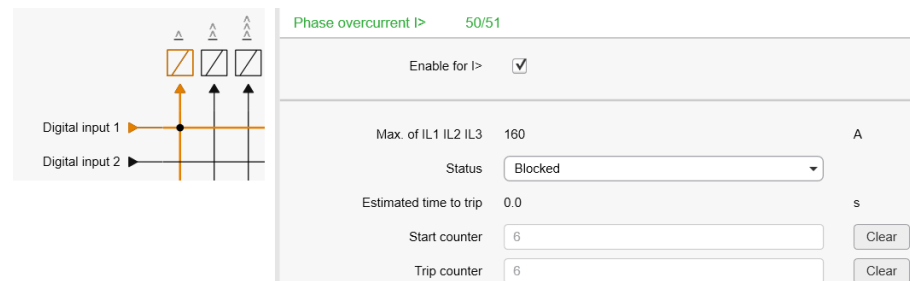 Phase overcurrent I> 50/51
Enable for I>
Digital input 1
Digital input 2
Max. of IL1 IL2 IL3 160 A
Status Blocked
Estimated time to trip 0.0 s
Start counter 6 Clear
Trip counter 6 Clear